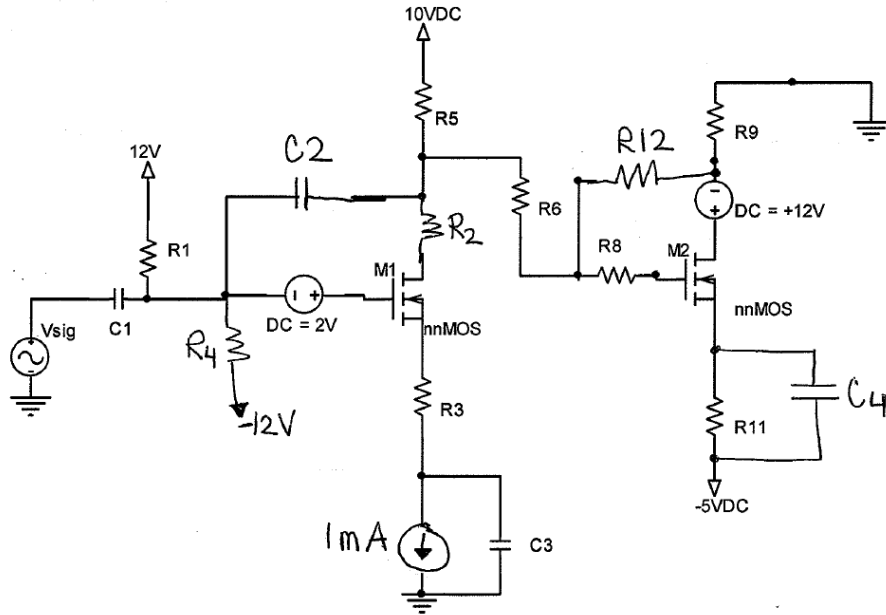 10VDC
R5
C2
12V
R12
R9
R6
DC = +12V
R2
R1
R8
M2
M1
Vsig
C1
DC = 2V
nnMOS
nnMOS
R4
-12V
R3
R11
C4
-5VDC
1mA
C3